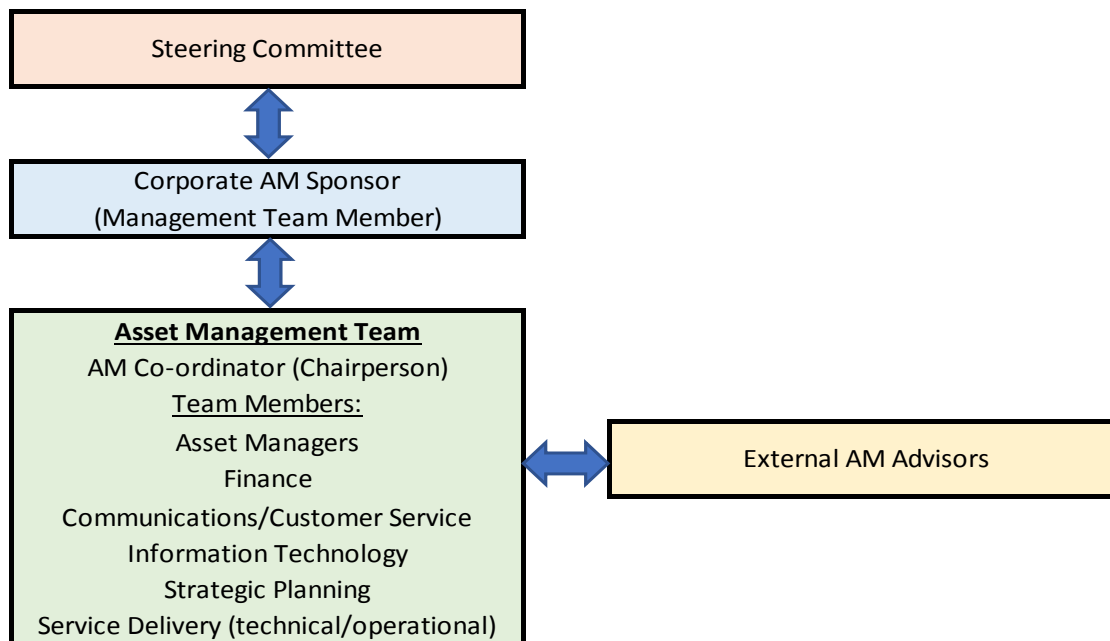 Steering Committee
Corporate AM Sponsor
(Management Team Member)
Asset Management Team
AM Co-ordinator (Chairperson)
Team Members:
Asset Managers
Finance
Communications/Customer Service
Information Technology
Strategic Planning
Service Delivery (technical/operational)
External AM Advisors